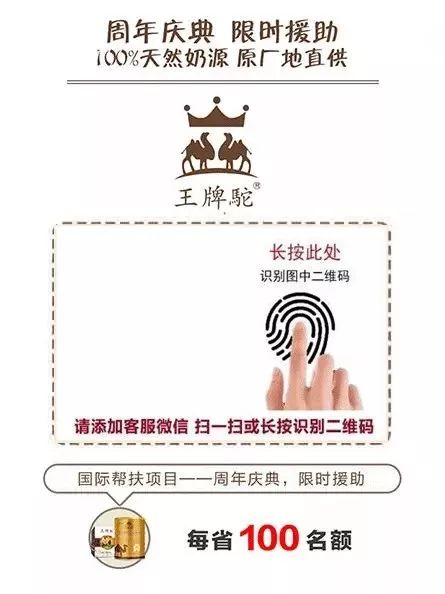 周年庆典 限时援助
100%天然奶源 原厂地直供
王牌駝®
长按此处
识别图中二维码
请添加客服微信 扫一扫或长按识别二维码
国际帮扶项目——周年庆典，限时援助
每省100名额